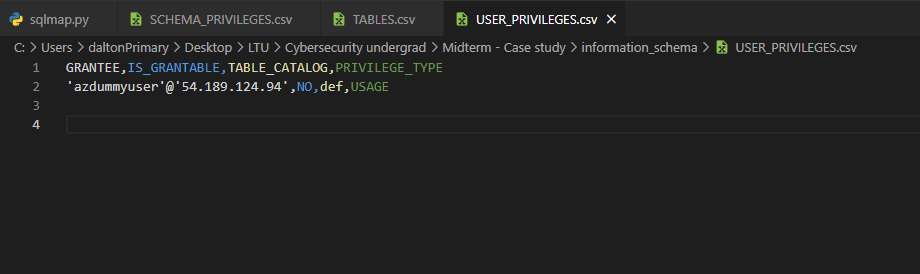 sqlmap.py SCHEMA_PRIVILEGES.csv TABLES.csv USER_PRIVILEGES.csv
C: > Users > daltonPrimary > Desktop > LTU > Cybersecurity undergrad > Midterm - Case study > information_schema > USER_PRIVILEGES.csv
1 GRANTEE,IS_GRANTABLE,TABLE_CATALOG,PRIVILEGE_TYPE
2 'azdummyuser'@'54.189.124.94',NO,def,USAGE
3
4